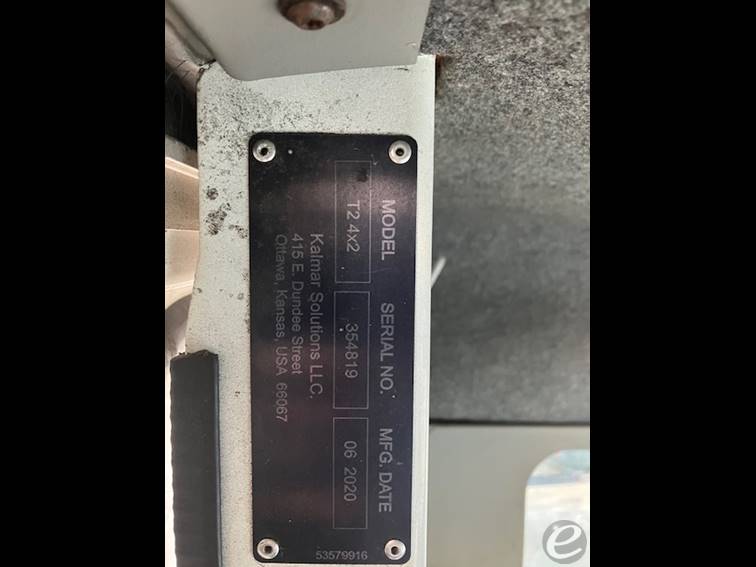 MODEL SERIAL NO. MFG. DATE
T2 4x2 354819 06 2020
Kalmar Solutions LLC.
415 E. Dundee Street
Ottawa, Kansas, USA 66067
53579916
e